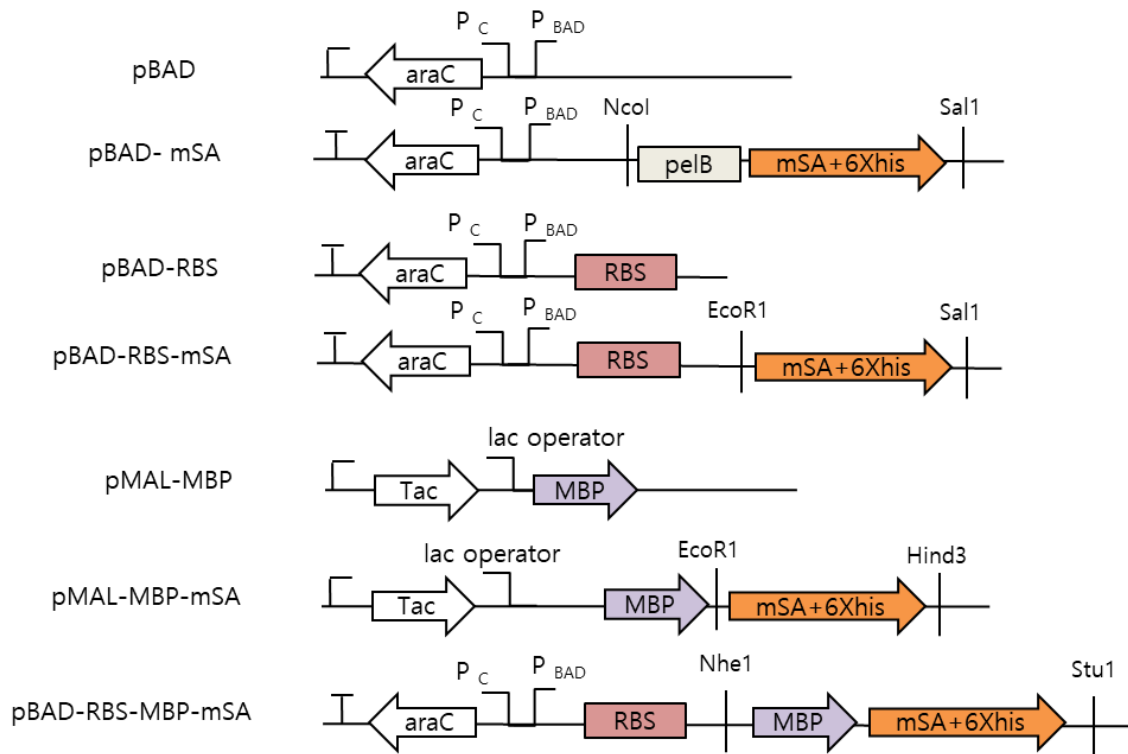 P C P BAD
pBAD araC
P C P BAD NcoI Sal1
pBAD- mSA araC pelB mSA+6Xhis
P C P BAD
pBAD-RBS araC RBS
P C P BAD EcoR1 Sal1
pBAD-RBS-mSA araC RBS mSA+6Xhis
lac operator
pMAL-MBP Tac MBP
lac operator EcoR1 Hind3
pMAL-MBP-mSA Tac MBP mSA+6Xhis
P C P BAD Nhe1 Stu1
pBAD-RBS-MBP-mSA araC RBS MBP mSA+6Xhis